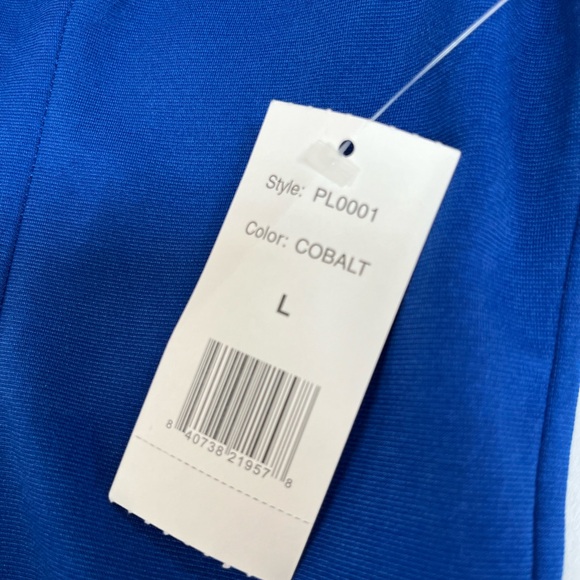 Style: PL0001
Color: COBALT
L
8 40738 21957 8